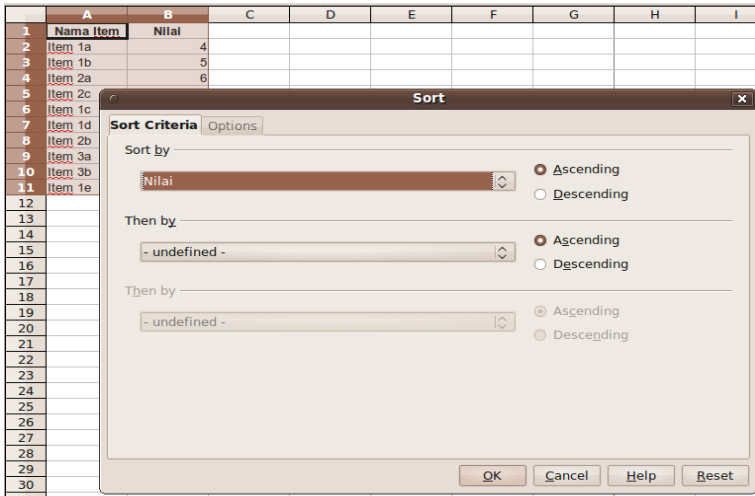 A B C D E F G H I
1 Nama Item Nilai
2 Item 1a 4
3 Item 1b 5
4 Item 2a 6
5 Item 2c
6 Item 1c
7 Item 1d
8 Item 2b
9 Item 3a
10 Item 3b
11 Item 1e
12
13
14
15
16
17
18
19
20
21
22
23
24
25
26
27
28
29
30
Sort
Sort Criteria Options
Sort by
Nilai
Ascending
Descending
Then by
- undefined -
Ascending
Descending
Then by
- undefined -
Ascending
Descending
OK Cancel Help Reset